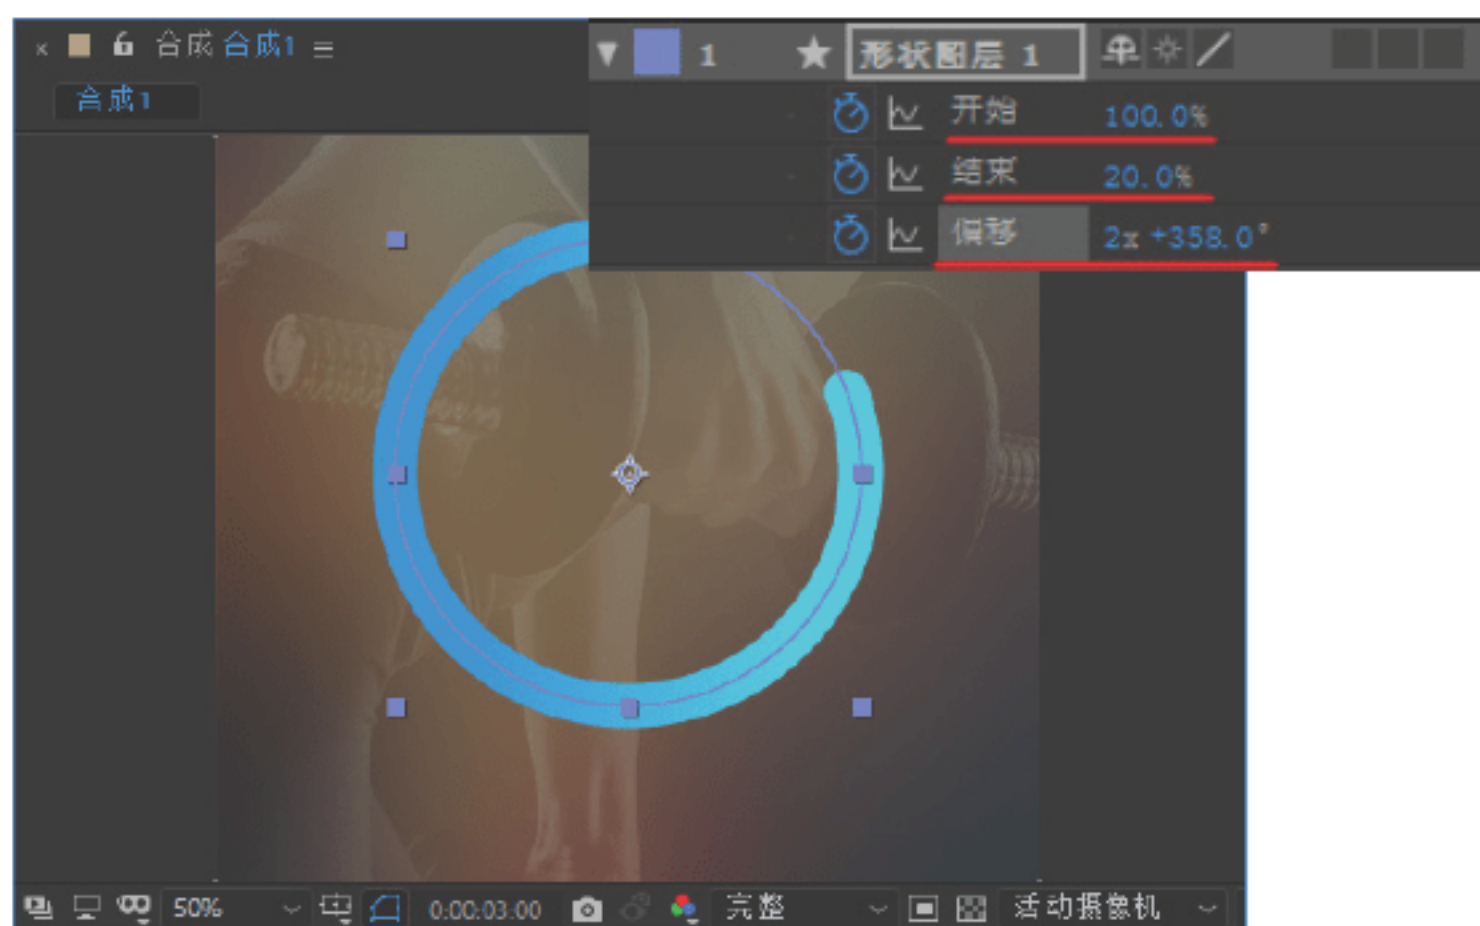 合成 合成1
合成1
1 形状图层 1
开始 100.0%
结束 20.0%
偏移 2x +358.0°
50% 0:00:03:00 完整 活动摄像机